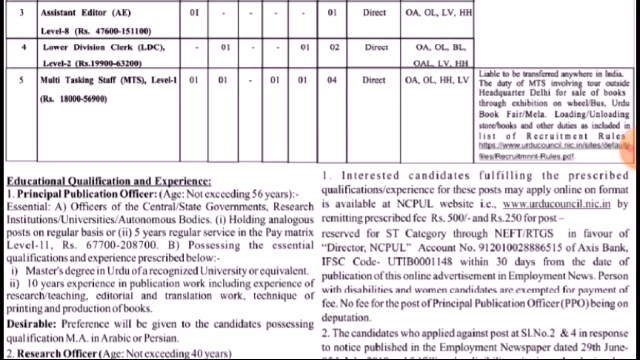 3 Assistant Editor (AE) 01 - - - - 01 Direct OA, OL, LV, HH
Level-8 (Rs. 47600-151100)
4 Lower Division Clerk (LDC), - 01 - - 01 02 Direct OA, OL, BL,
Level-2 (Rs.19900-63200) OAL, LV, HH
5 Multi Tasking Staff (MTS), Level-1 01 01 - 01 01 04 Direct OA, OL, HH, LV
(Rs. 18000-56900)
Liable to be transferred anywhere in India.
The duty of MTS involving tour outside
Headquarter Delhi for sale of books
through exhibition on wheel/Bus, Urdu
Book Fair/Mela. Loading/Unloading
store/books and other duties as included in
list of Recruitment Rules
https://www.urducouncil.nic.in/sites/default/
files/Recruitmnnt-Rules.pdf.
Educational Qualification and Experience:
1. Principal Publication Officer: (Age: Not exceeding 56 years):-
Essential: A) Officers of the Central/State Governments, Research
Institutions/Universities/Autonomous Bodies. (i) Holding analogous
posts on regular basis or (ii) 5 years regular service in the Pay matrix
Level-11, Rs. 67700-208700. B) Possessing the essential
qualifications and experience prescribed below:-
i) Master's degree in Urdu of a recognized University or equivalent.
ii) 10 years experience in publication work including experience of
research/teaching, editorial and translation work, technique of
printing and production of books.
Desirable: Preference will be given to the candidates possessing
qualification M.A. in Arabic or Persian.
2. Research Officer (Age: Not exceeding 40 years)
1. Interested candidates fulfilling the prescribed
qualifications/experience for these posts may apply online on format
is available at NCPUL website i.e., www.urducouncil.nic.in by
remitting prescribed fee Rs. 500/- and Rs.250 for post –
reserved for ST Category through NEFT/RTGS in favour of
“Director, NCPUL” Account No. 912010028886515 of Axis Bank,
IFSC Code- UTIB0001148 within 30 days from the date of
publication of this online advertisement in Employment News. Person
with disabilities and women candidates are exempted for payment of
fee. No fee for the post of Principal Publication Officer (PPO) being on
deputation.
2. The candidates who applied against post at Sl.No.2 & 4 in response
to notice published in the Employment Newspaper dated 29th June-